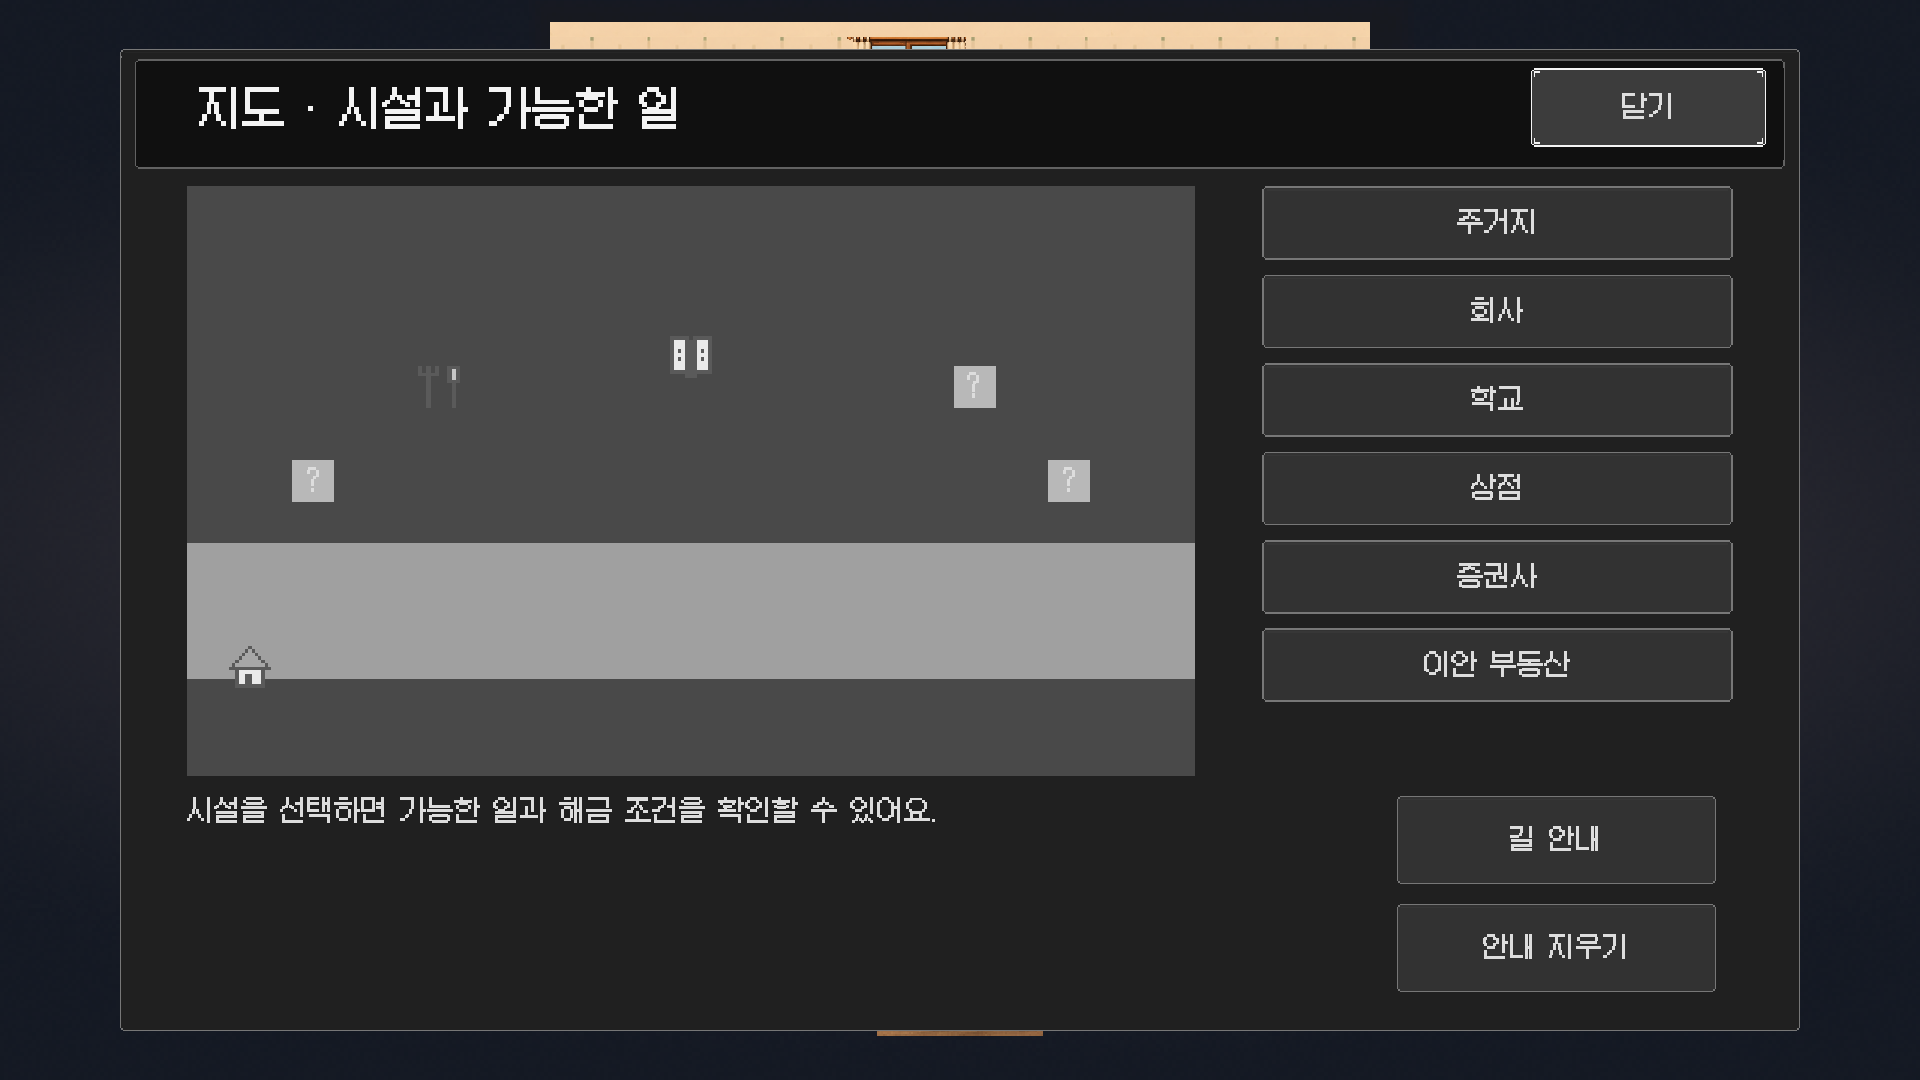 지도 · 시설과 가능한 일
닫기
주거지
회사
학교
상점
증권사
이안 부동산
?
?
?
시설을 선택하면 가능한 일과 해금 조건을 확인할 수 있어요.
길 안내
안내 지우기